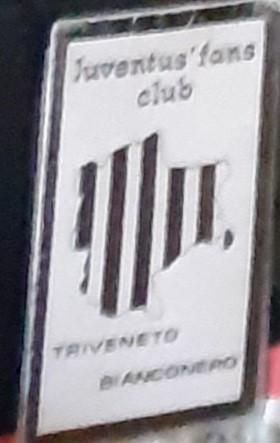 Juventus' fans
club
TRIVENETO
BIANCONERO